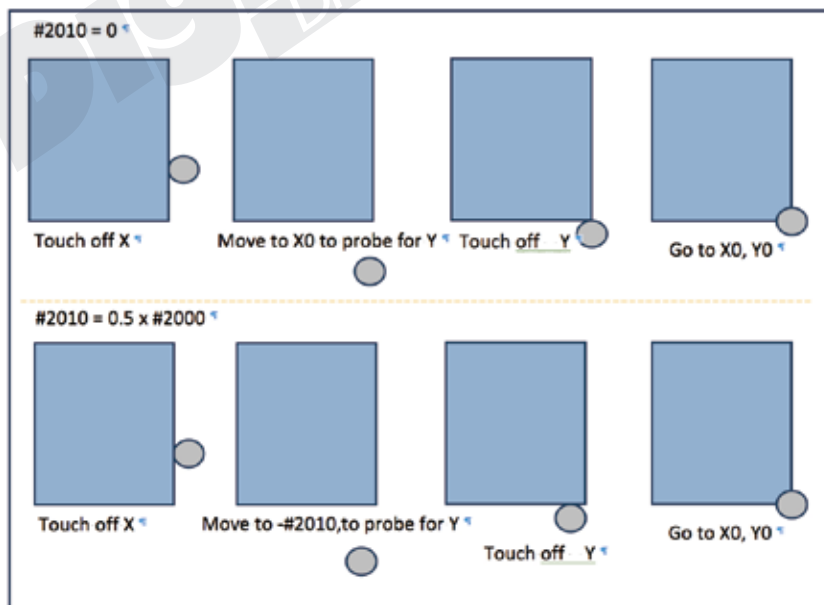 #2010 = 0
Touch off X
Move to X0 to probe for Y
Touch off Y
Go to X0, Y0
#2010 = 0.5 x #2000
Touch off X
Move to -#2010,to probe for Y
Touch off Y
Go to X0, Y0